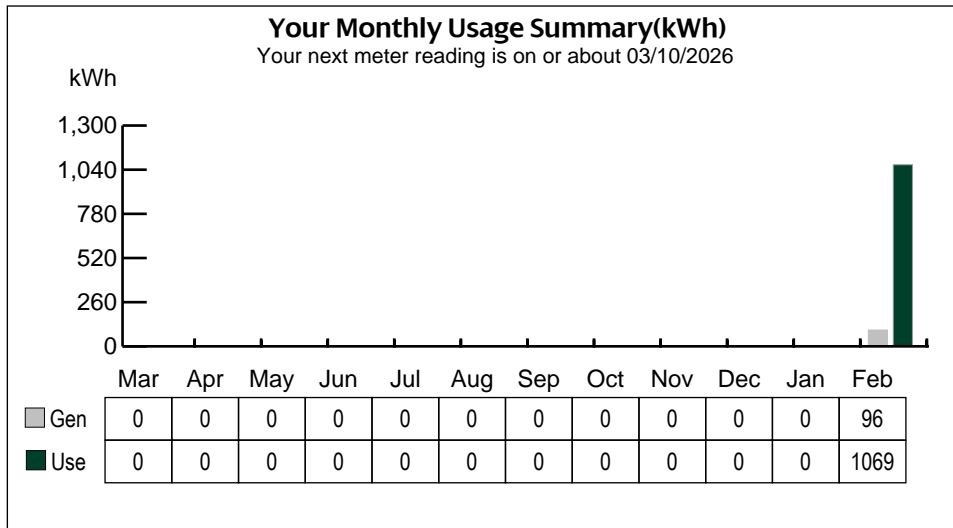 Your Monthly Usage Summary(kWh)
Your next meter reading is on or about 03/10/2026
kWh
1,300
1,040
780
520
260
0
Mar Apr May Jun Jul Aug Sep Oct Nov Dec Jan Feb
Gen 0 0 0 0 0 0 0 0 0 0 0 96
Use 0 0 0 0 0 0 0 0 0 0 0 1069